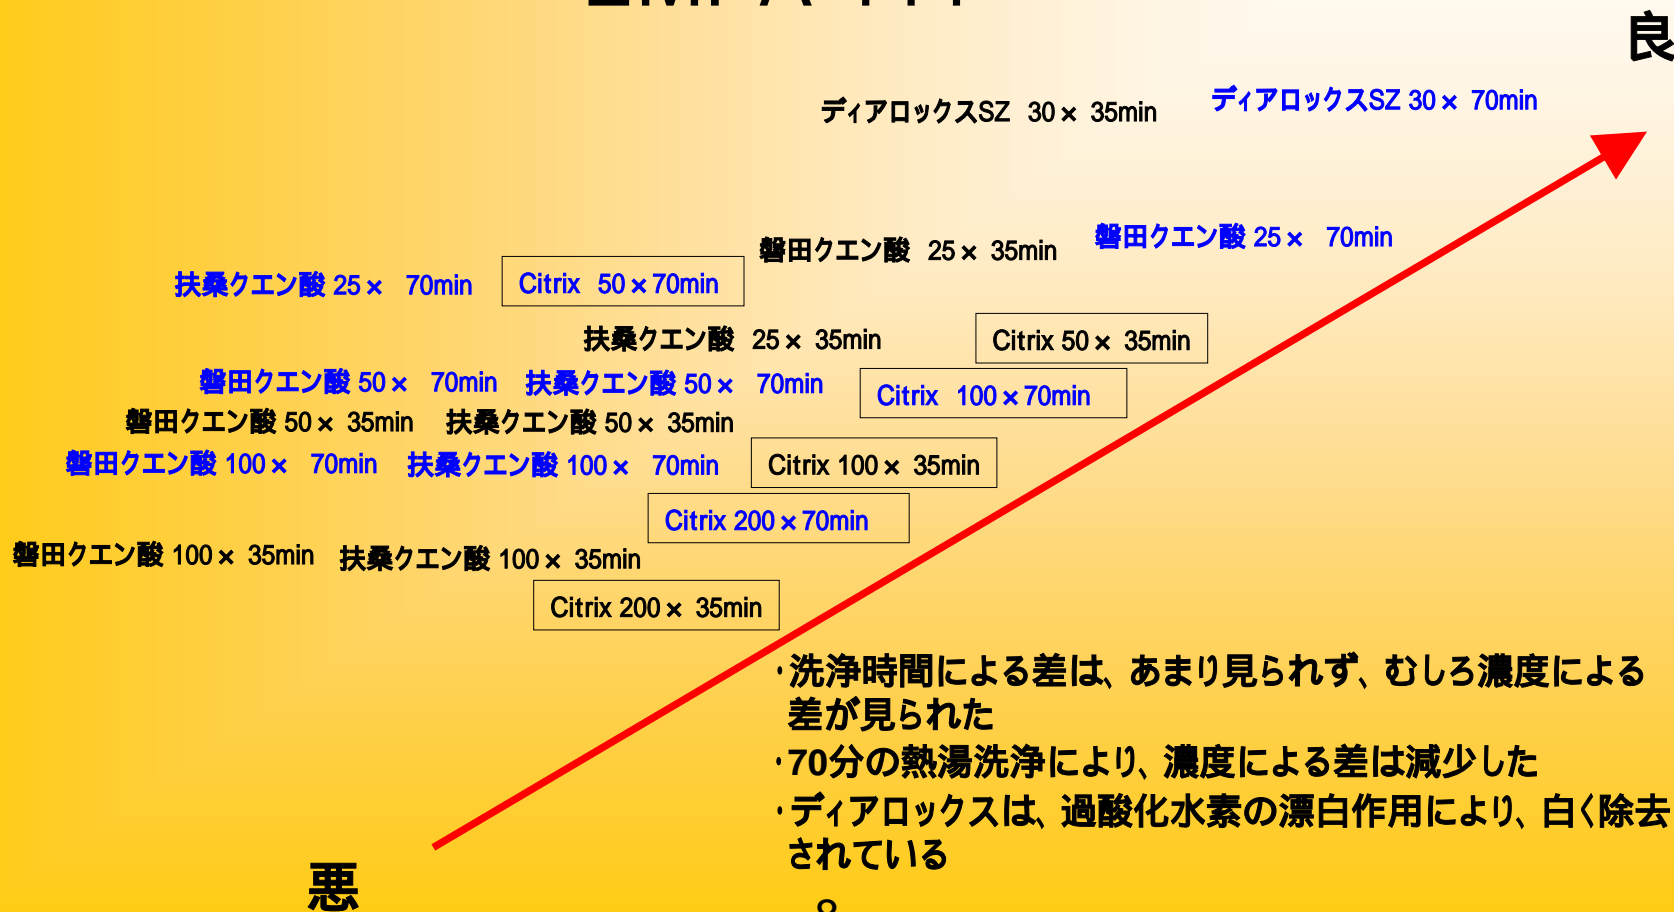 良
ディアロックスSZ 30× 35min ディアロックスSZ 30× 70min
磐田クエン酸 25× 35min 磐田クエン酸 25× 70min
扶桑クエン酸 25× 70min Citrix 50×70min
扶桑クエン酸 25× 35min Citrix 50× 35min
磐田クエン酸 50× 70min 扶桑クエン酸 50× 70min Citrix 100×70min
磐田クエン酸 50× 35min 扶桑クエン酸 50× 35min
磐田クエン酸 100× 70min 扶桑クエン酸 100× 70min Citrix 100× 35min
Citrix 200×70min
磐田クエン酸 100× 35min 扶桑クエン酸 100× 35min
Citrix 200× 35min
・洗浄時間による差は、あまり見られず、むしろ濃度による
差が見られた
・70分の熱湯洗浄により、濃度による差は減少した
・ディアロックスは、過酸化水素の漂白作用により、白く除去
されている
悪